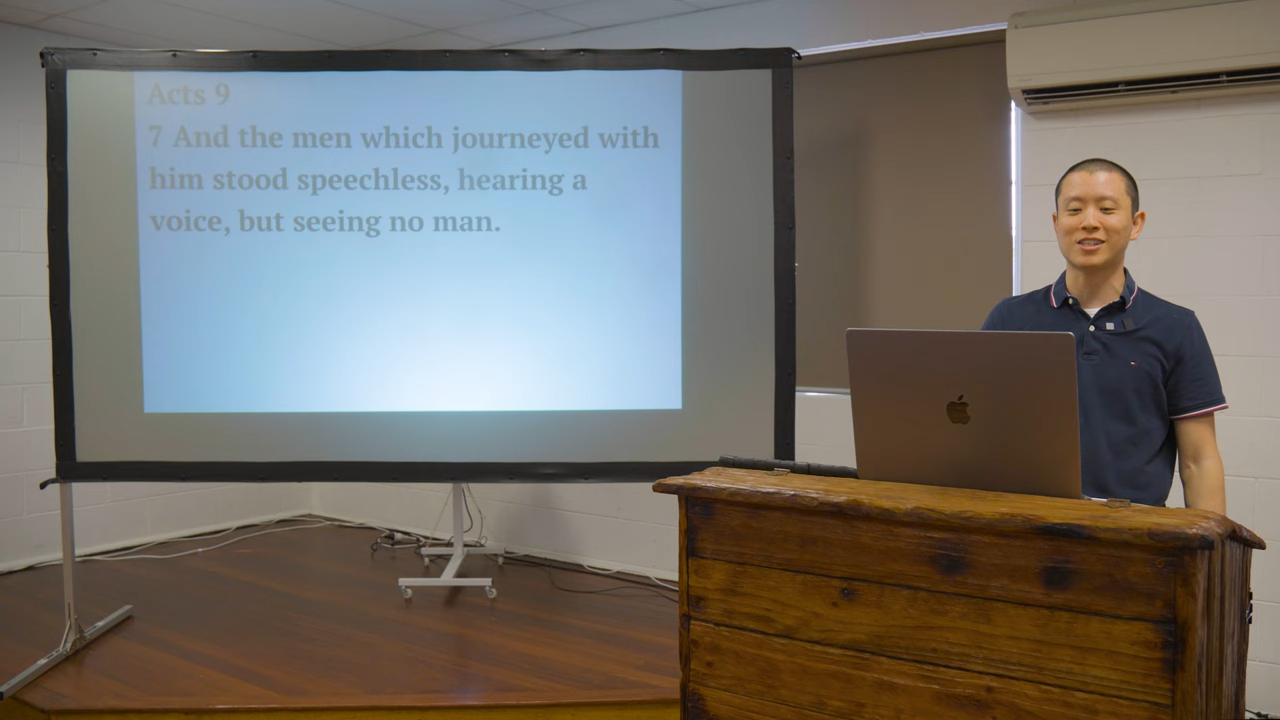 Acts 9
7 And the men which journeyed with
him stood speechless, hearing a
voice, but seeing no man.